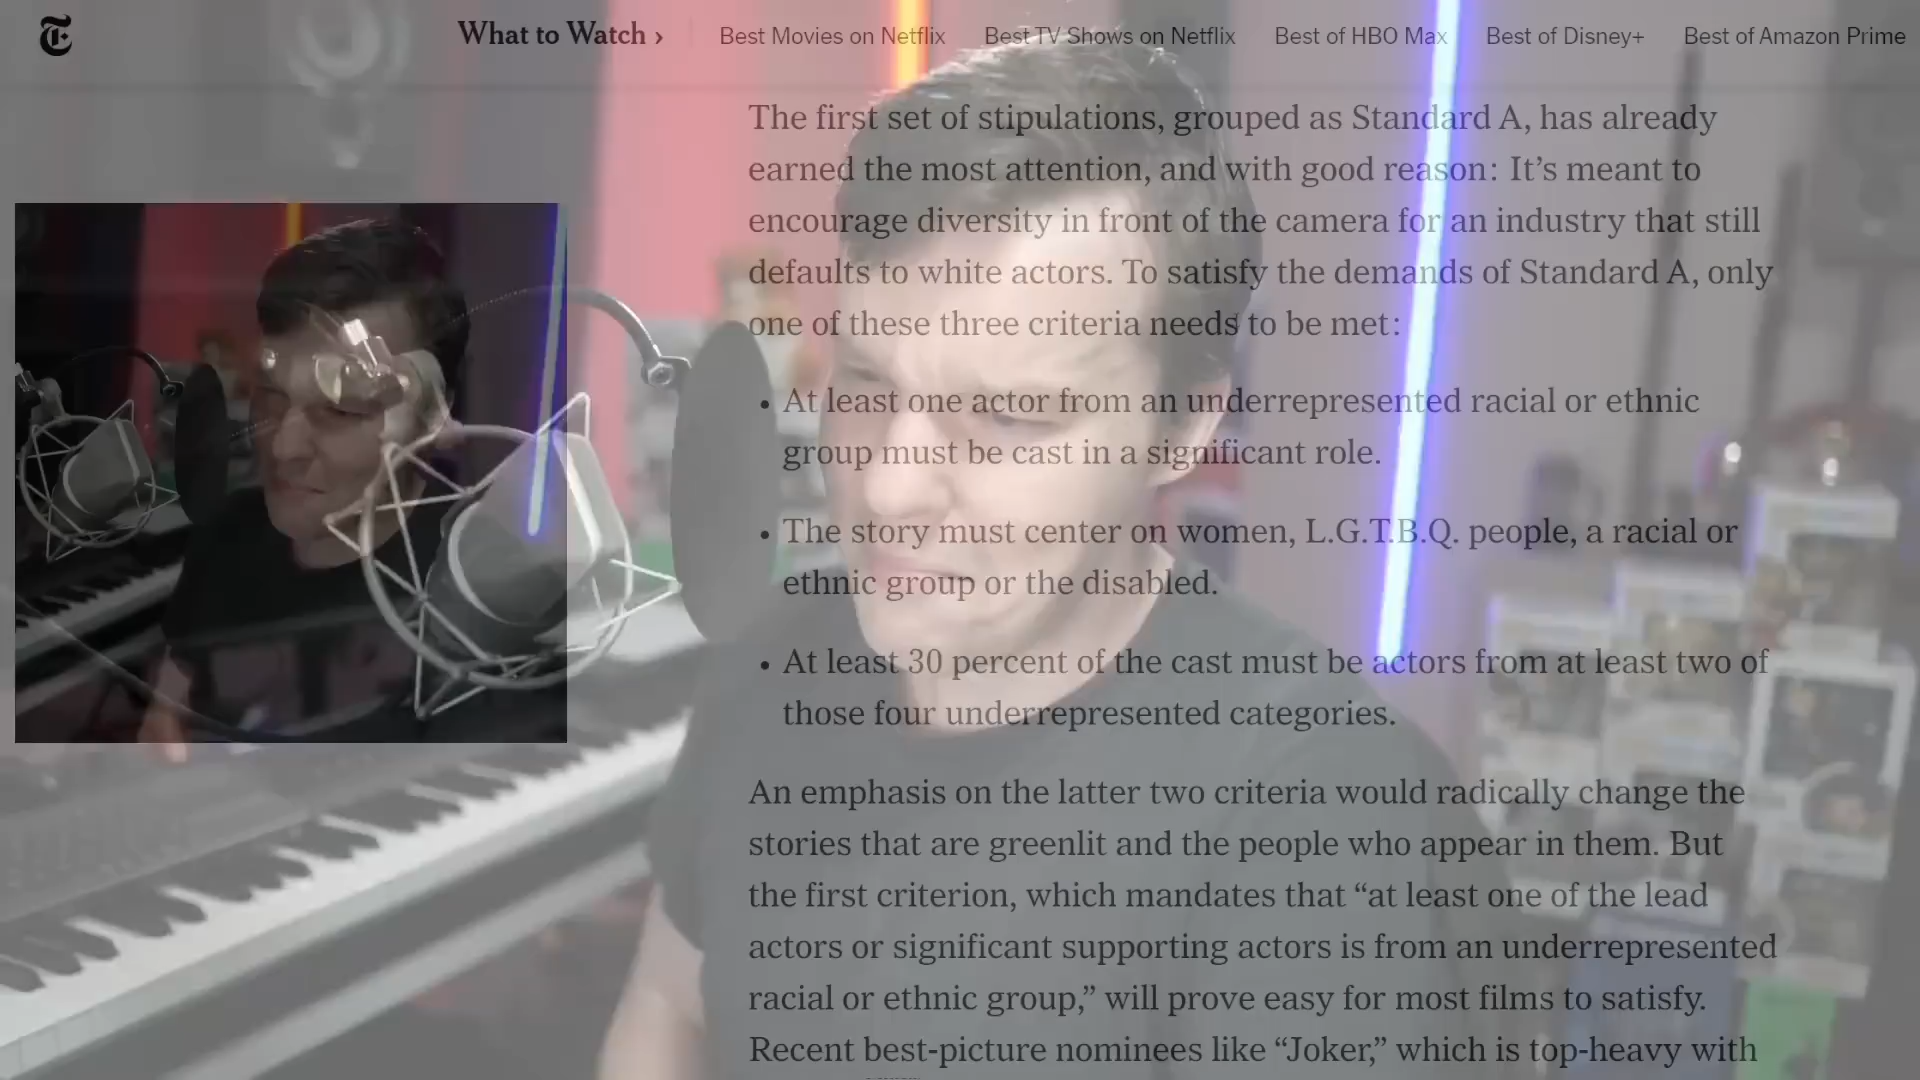 What to Watch ›
Best Movies on Netflix
Best TV Shows on Netflix
Best of HBO Max
Best of Disney+
Best of Amazon Prime
The first set of stipulations, grouped as Standard A, has already
earned the most attention, and with good reason: It’s meant to
encourage diversity in front of the camera for an industry that still
defaults to white actors. To satisfy the demands of Standard A, only
one of these three criteria needs to be met:
• At least one actor from an underrepresented racial or ethnic
group must be cast in a significant role.
• The story must center on women, L.G.T.B.Q. people, a racial or
ethnic group or the disabled.
• At least 30 percent of the cast must be actors from at least two of
those four underrepresented categories.
An emphasis on the latter two criteria would radically change the
stories that are greenlit and the people who appear in them. But
the first criterion, which mandates that “at least one of the lead
actors or significant supporting actors is from an underrepresented
racial or ethnic group,” will prove easy for most films to satisfy.
Recent best-picture nominees like “Joker,” which is top-heavy with